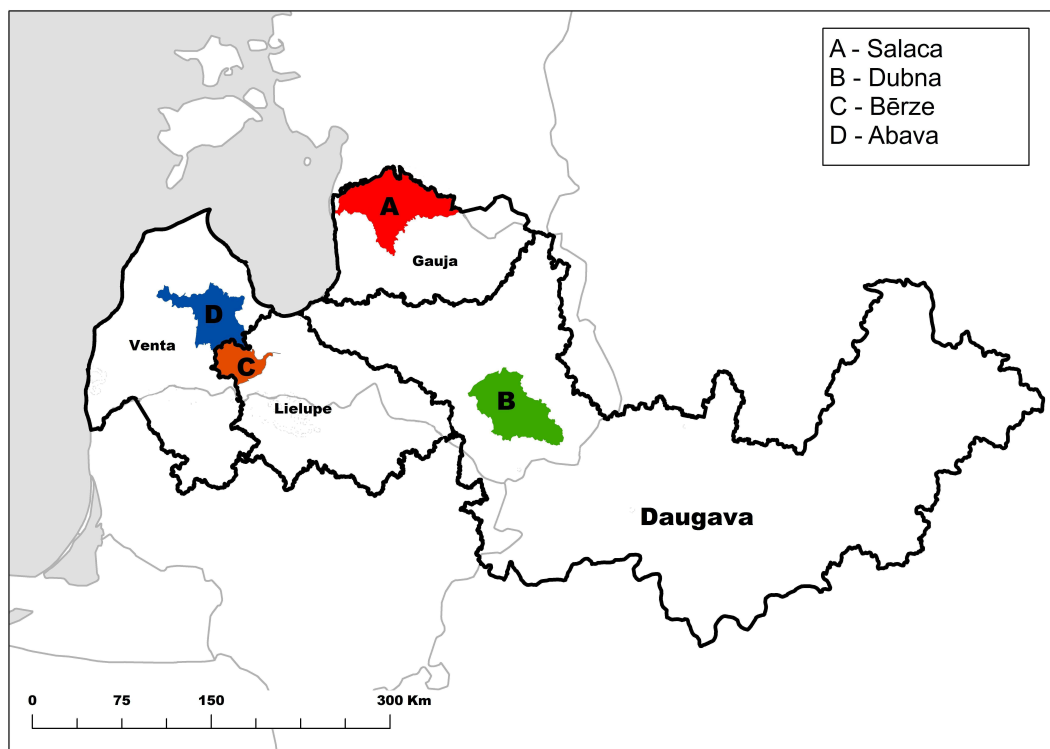 A - Salaca
B - Dubna
C - Bērze
D - Abava
A
Gauja
D
Venta
C
B
Lielupe
Daugava
0 75 150 300 Km